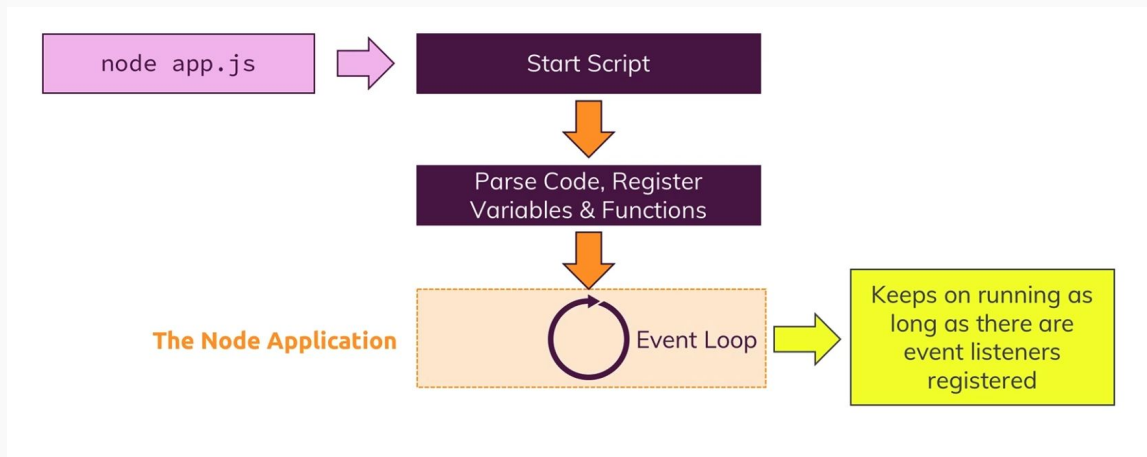 node app.js
Start Script
Parse Code, Register
Variables & Functions
The Node Application
Event Loop
Keeps on running as
long as there are
event listeners
registered